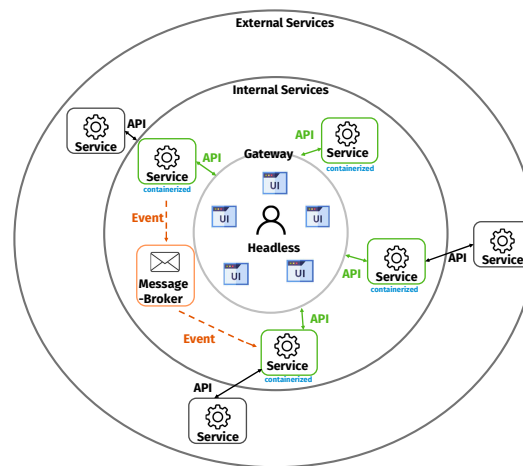 External Services
Internal Services
API
Service
API
Service
containerized
API
Service
containerized
Gateway
UI
UI
UI
Headless
UI
UI
Event
Message
-Broker
Event
API
Service
containerized
API
Service
API
Service
containerized
API
Service